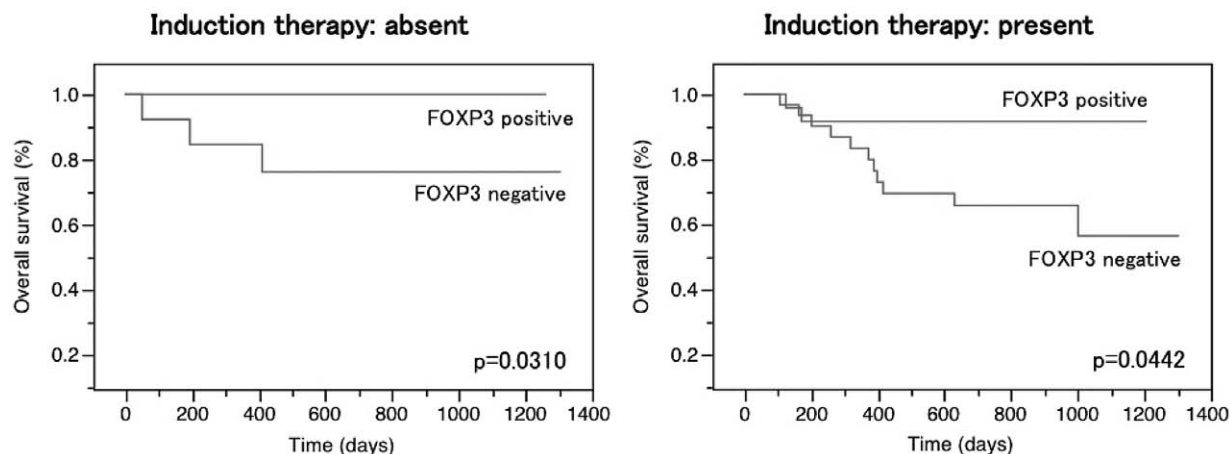 Induction therapy: absent
Overall survival (%)
1.0
0.8
0.6
0.4
0.2
FOXP3 positive
FOXP3 negative
p=0.0310
0 200 400 600 800 1000 1200 1400
Time (days)
Induction therapy: present
Overall survival (%)
1.0
0.8
0.6
0.4
0.2
FOXP3 positive
FOXP3 negative
p=0.0442
0 200 400 600 800 1000 1200 1400
Time (days)